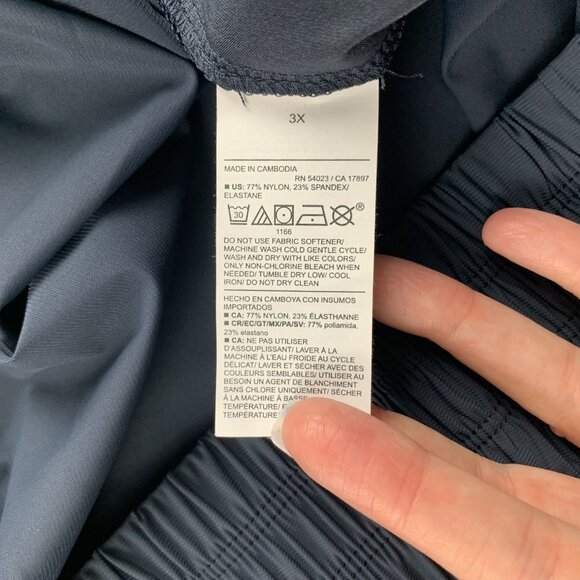 3X
MADE IN CAMBODIA
RN 54023 / CA 17897
■ US: 77% NYLON, 23% SPANDEX/
ELASTANE
30
®
1166
DO NOT USE FABRIC SOFTENER/
MACHINE WASH COLD GENTLE CYCLE/
WASH AND DRY WITH LIKE COLORS/
ONLY NON-CHLORINE BLEACH WHEN
NEEDED/ TUMBLE DRY LOW/ COOL
IRON/ DO NOT DRY CLEAN
HECHO EN CAMBOYA CON INSUMOS
IMPORTADOS
■ CA: 77% NYLON, 23% ÉLASTHANNE
■ CR/EC/GT/MX/PA/SV: 77% poliamida,
23% elastano
■ CA: NE PAS UTILISER
D'ASSOUPLISSANT/ LAVER À LA
MACHINE À L'EAU FROIDE AU CYCLE
DÉLICAT/ LAVER ET SÉCHER AVEC DES
COULEURS SEMBLABLES/ UTILISER AU
BESOIN UN AGENT DE BLANCHIMENT
SANS CHLORE UNIQUEMENT/ SÉCHER
À LA MACHINE À BASSE
TEMPÉRATURE/
TEMPÉRATURE/